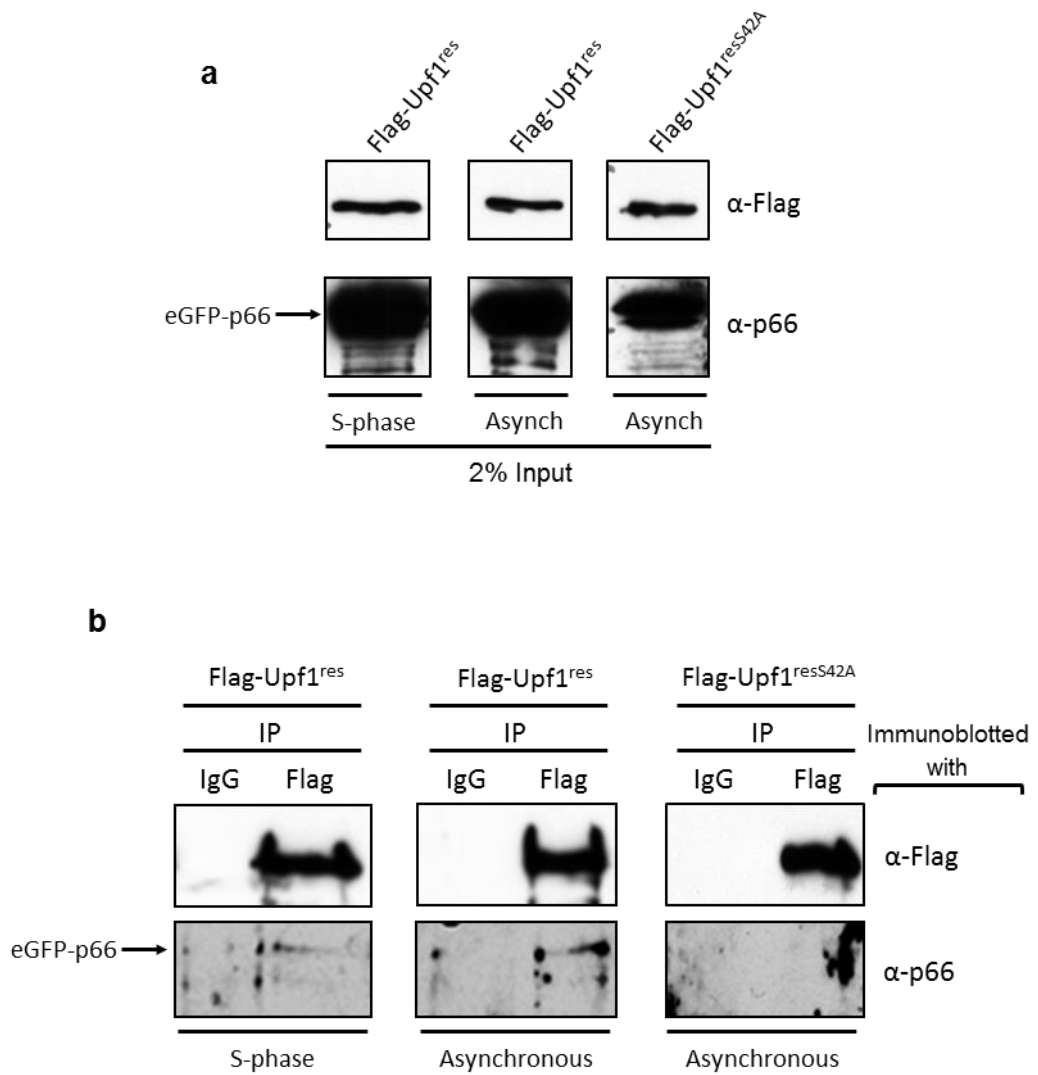 a
Flag-Upf1res
Flag-Upf1res
Flag-Upf1resS42A
α-Flag
eGFP-p66
α-p66
S-phase
Asynch
Asynch
2% Input
b
Flag-Upf1res
Flag-Upf1res
Flag-Upf1resS42A
IP
IP
IP
Immunoblotted
with
IgG
Flag
IgG
Flag
IgG
Flag
α-Flag
eGFP-p66
α-p66
S-phase
Asynchronous
Asynchronous